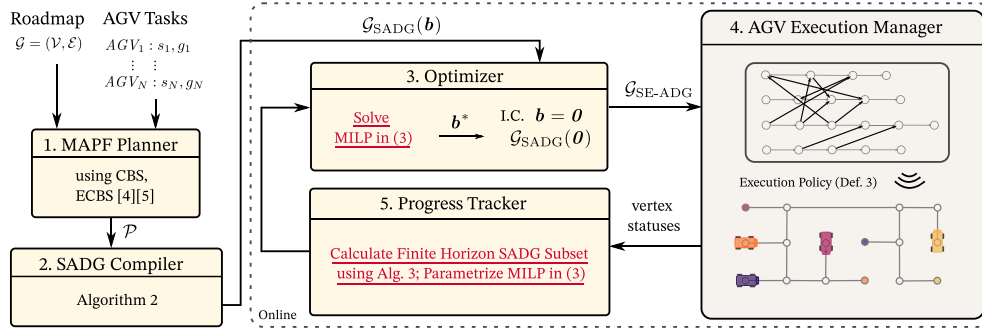 Roadmap
𝒢 = (𝒱, ℰ)
AGV Tasks
AGV₁ : s₁, g₁
⋮ ⋮
AGV_N : s_N, g_N
1. MAPF Planner
using CBS,
ECBS [4][5]
𝒫
2. SADG Compiler
Algorithm 2
𝒢_SADG(b)
3. Optimizer
Solve
MILP in (3)
b*
I.C. b = 0
𝒢_SADG(0)
𝒢_SE-ADG
5. Progress Tracker
Calculate Finite Horizon SADG Subset
using Alg. 3; Parametrize MILP in (3)
vertex
statuses
Online
4. AGV Execution Manager
Execution Policy (Def. 3)